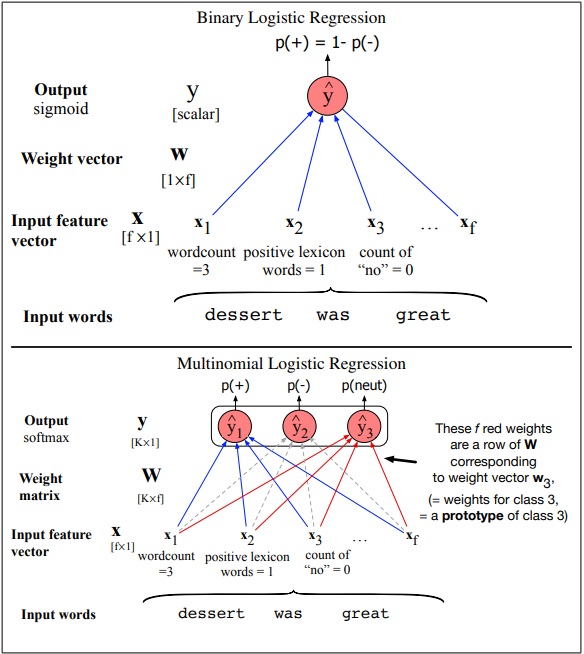 Binary Logistic Regression
p(+) = 1- p(-)
Output
sigmoid
y
[scalar]
ŷ
Weight vector
w
[1×f]
Input feature
vector
x
[f ×1]
x1 x2 x3 … xf
wordcount
=3
positive lexicon
words = 1
count of
“no” = 0
Input words
dessert was great
Multinomial Logistic Regression
p(+) p(-) p(neut)
Output
softmax
y
[K×1]
ŷ1 ŷ2 ŷ3
These f red weights
are a row of W
corresponding
to weight vector w3,
(= weights for class 3,
= a prototype of class 3)
Weight
matrix
W
[K×f]
Input feature
vector
x
[f×1]
x1 x2 x3 … xf
wordcount
=3
positive lexicon
words = 1
count of
“no” = 0
Input words
dessert was great